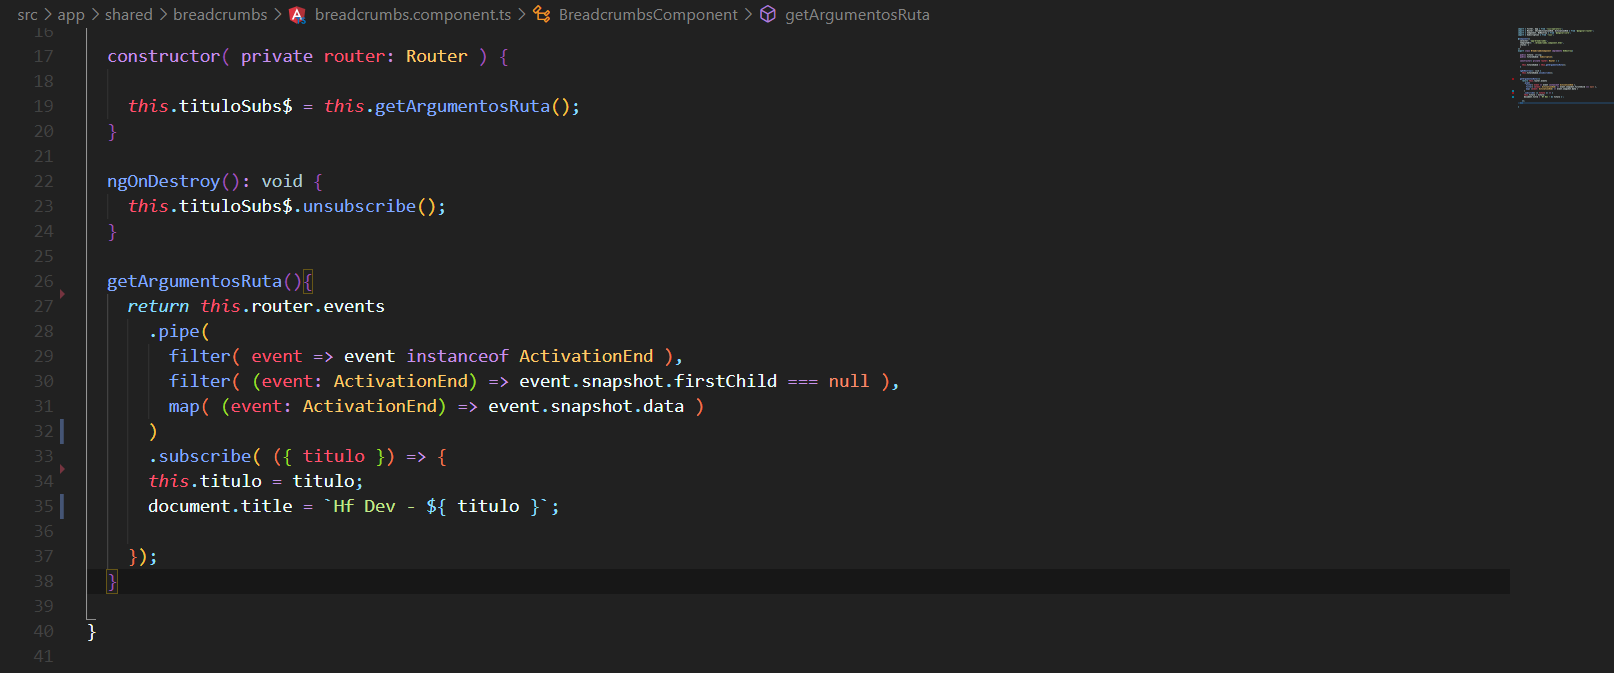 src > app > shared > breadcrumbs > breadcrumbs.component.ts > BreadcrumbsComponent > getArgumentosRuta
16
17 constructor( private router: Router ) {
18
19 this.tituloSubs$ = this.getArgumentosRuta();
20 }
21
22 ngOnDestroy(): void {
23 this.tituloSubs$.unsubscribe();
24 }
25
26 getArgumentosRuta(){
27 return this.router.events
28 .pipe(
29 filter( event => event instanceof ActivationEnd ),
30 filter( (event: ActivationEnd) => event.snapshot.firstChild === null ),
31 map( (event: ActivationEnd) => event.snapshot.data )
32 )
33 .subscribe( ({ titulo }) => {
34 this.titulo = titulo;
35 document.title = `Hf Dev - ${ titulo }`;
36
37 });
38 }
39
40 }
41